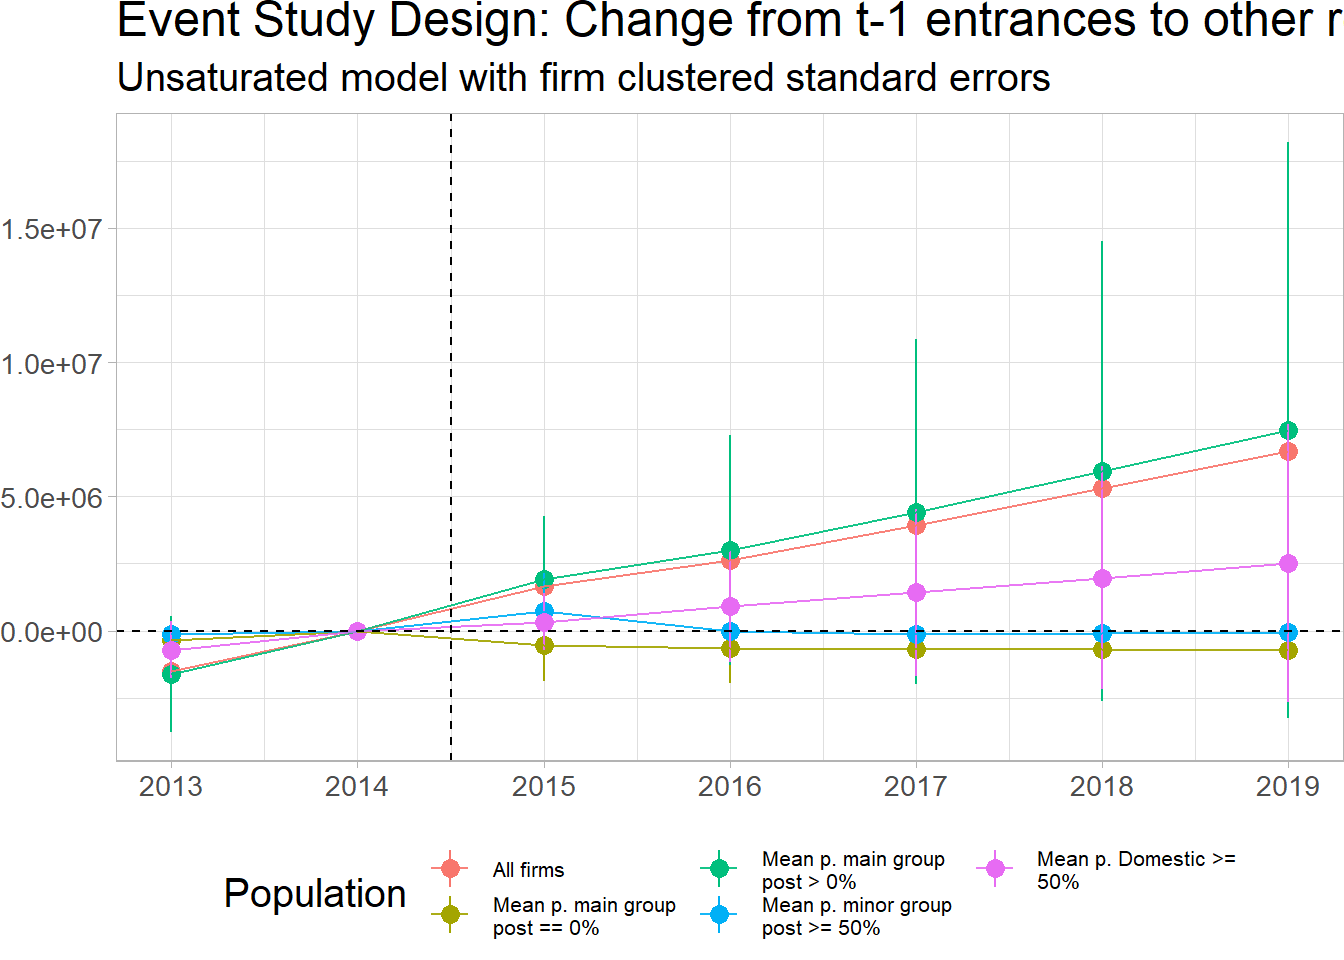 Event Study Design: Change from t-1 entrances to other r
Unsaturated model with firm clustered standard errors
1.5e+07
1.0e+07
5.0e+06
0.0e+00
2013 2014 2015 2016 2017 2018 2019
Population
All firms
Mean p. main group
post == 0%
Mean p. main group
post > 0%
Mean p. minor group
post >= 50%
Mean p. Domestic >=
50%